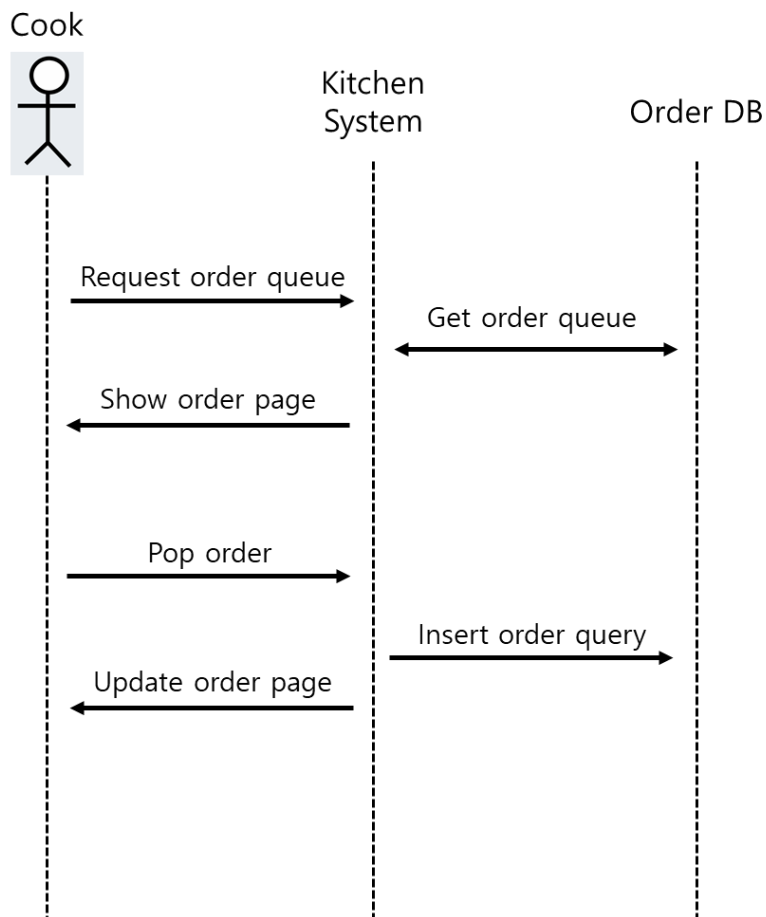 Cook
Kitchen
System
Order DB
Request order queue
Get order queue
Show order page
Pop order
Insert order query
Update order page